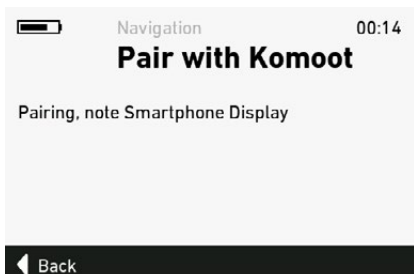 Navigation
00:14
Pair with Komoot
Pairing, note Smartphone Display
Back